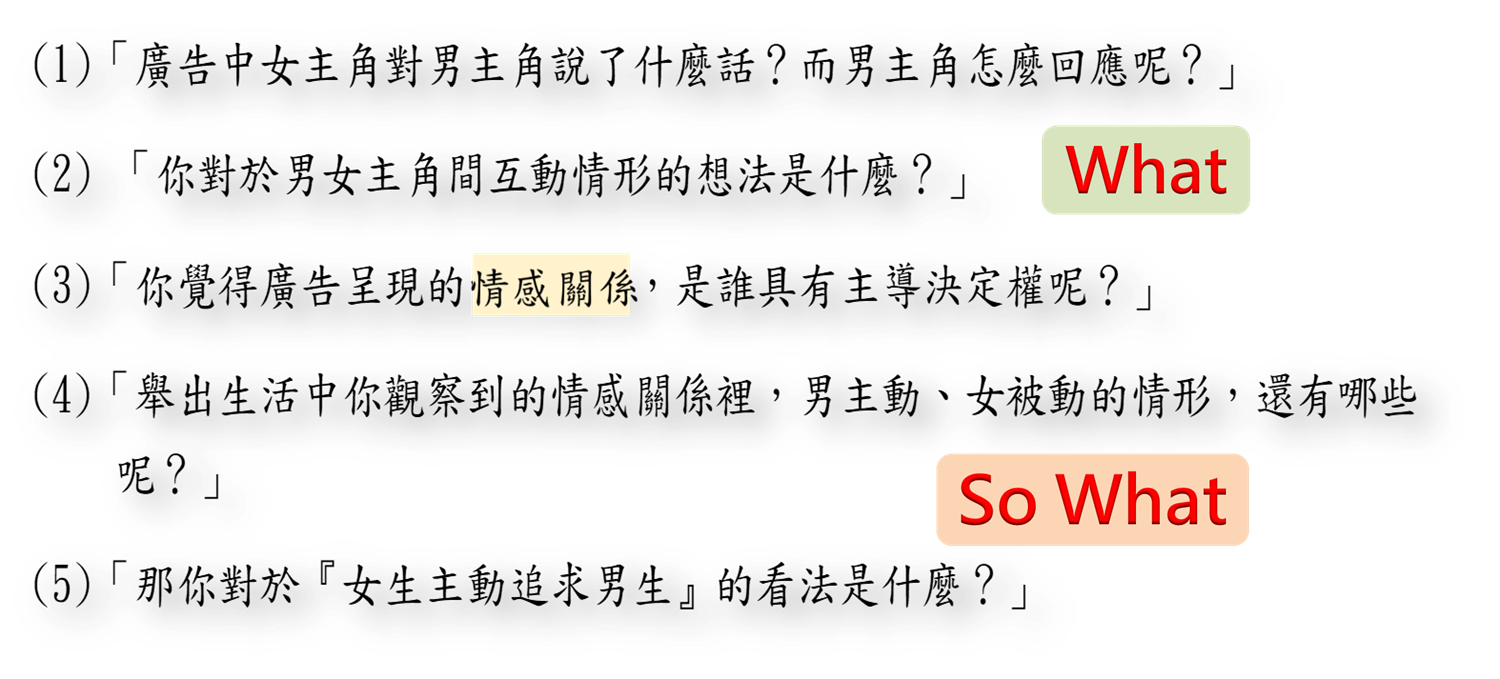 (1)「廣告中女主角對男主角說了什麼話？而男主角怎麼回應呢？」
(2) 「你對於男女主角間互動情形的想法是什麼？」
What
(3)「你覺得廣告呈現的情感關係，是誰具有主導決定權呢？」
(4)「舉出生活中你觀察到的情感關係裡，男主動、女被動的情形，還有哪些
呢？」
So What
(5)「那你對於『女生主動追求男生』的看法是什麼？」